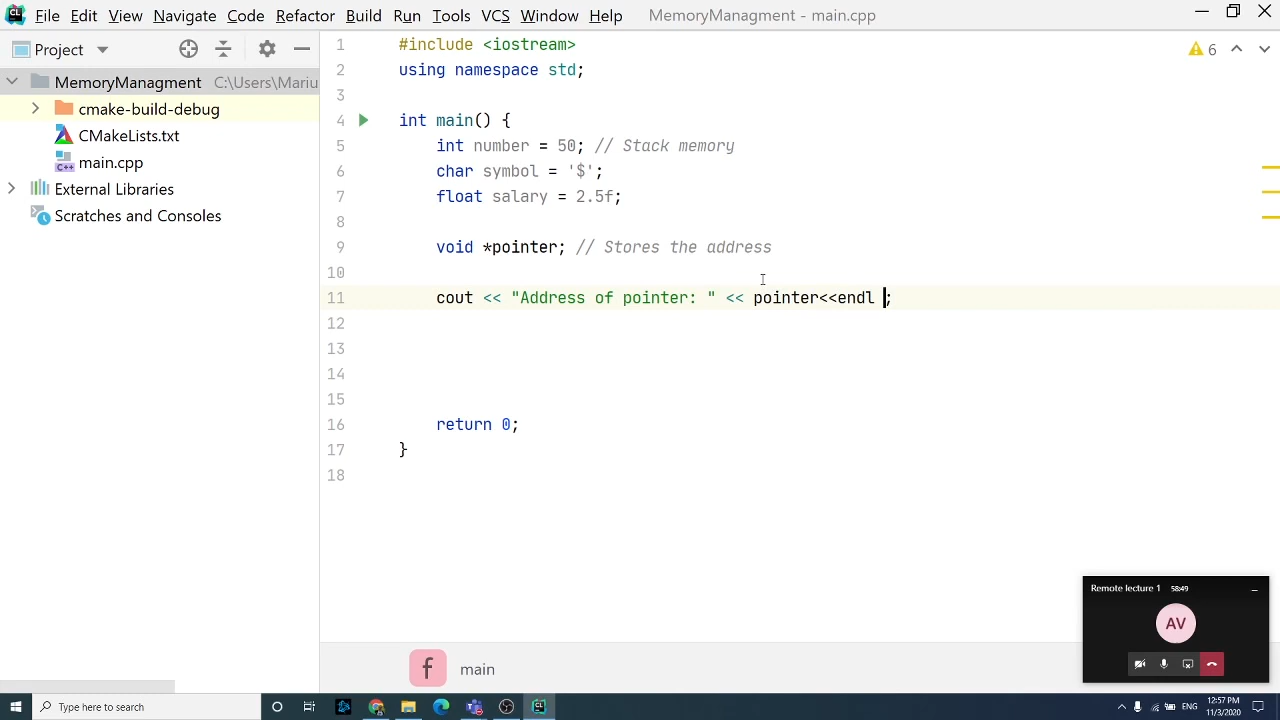 File Edit View Navigate Code Refactor Build Run Tools VCS Window Help MemoryManagment - main.cpp
Project
6
MemoryManagment C:\Users\Mariu
cmake-build-debug
CMakeLists.txt
main.cpp
External Libraries
Scratches and Consoles
1 #include <iostream>
2 using namespace std;
3
4 int main() {
5 int number = 50; // Stack memory
6 char symbol = '$';
7 float salary = 2.5f;
8
9 void *pointer; // Stores the address
10
11 cout << "Address of pointer: " << pointer<<endl ;
12
13
14
15
16 return 0;
17 }
18
Remote lecture 1 58:49
AV
f main
Type here to search
12:57 PM
11/3/2020